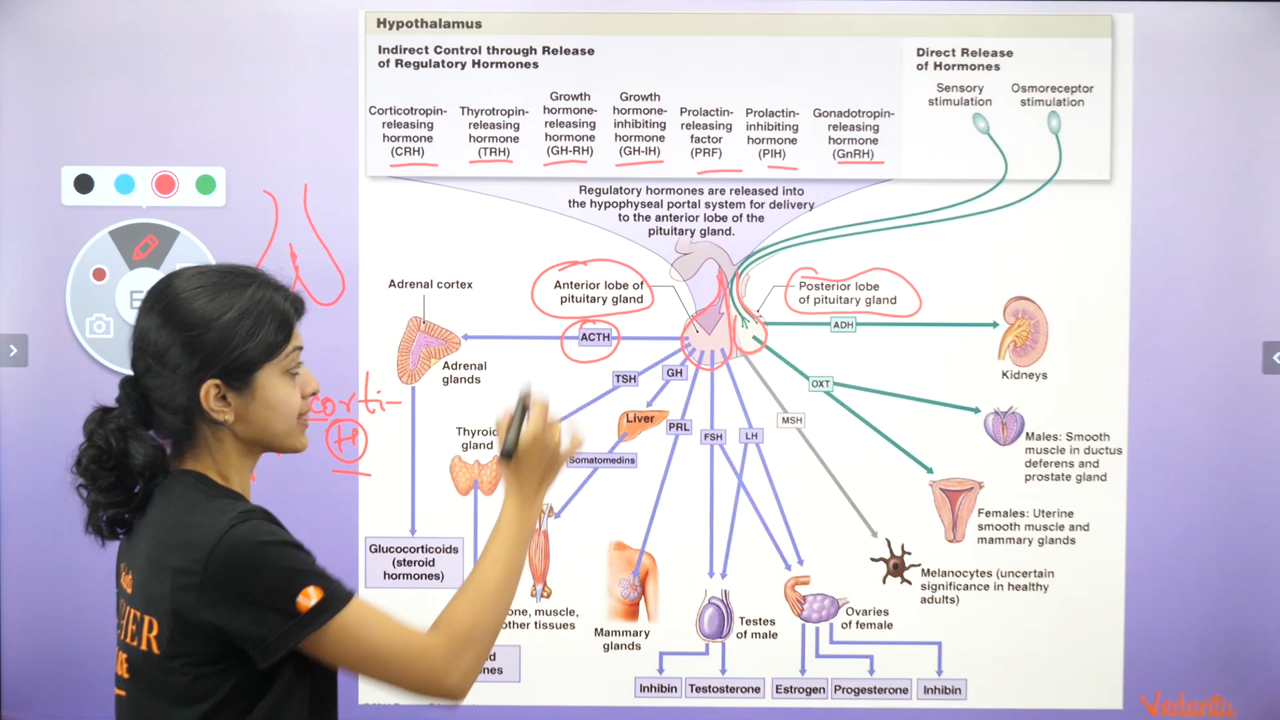 Hypothalamus
Indirect Control through Release
of Regulatory Hormones
Corticotropin-
releasing
hormone
(CRH)
Thyrotropin-
releasing
hormone
(TRH)
Growth
hormone-
releasing
hormone
(GH-RH)
Growth
hormone-
inhibiting
hormone
(GH-IH)
Prolactin-
releasing
factor
(PRF)
Prolactin-
inhibiting
hormone
(PIH)
Gonadotropin-
releasing
hormone
(GnRH)
Direct Release
of Hormones
Sensory
stimulation
Osmoreceptor
stimulation
Regulatory hormones are released into
the hypophyseal portal system for delivery
to the anterior lobe of the
pituitary gland.
Adrenal cortex
Anterior lobe of
pituitary gland
Posterior lobe
of pituitary gland
ACTH
ADH
Adrenal
glands
Kidneys
TSH
GH
OXT
corti-
H
Liver
PRL
FSH
LH
MSH
Thyroid
gland
Somatomedins
Males: Smooth
muscle in ductus
deferens and
prostate gland
Females: Uterine
smooth muscle and
mammary glands
Glucocorticoids
(steroid
hormones)
Melanocytes (uncertain
significance in healthy
adults)
one, muscle,
other tissues
Mammary
glands
Testes
of male
Ovaries
of female
Inhibin
Testosterone
Estrogen
Progesterone
Inhibin
Vedantu